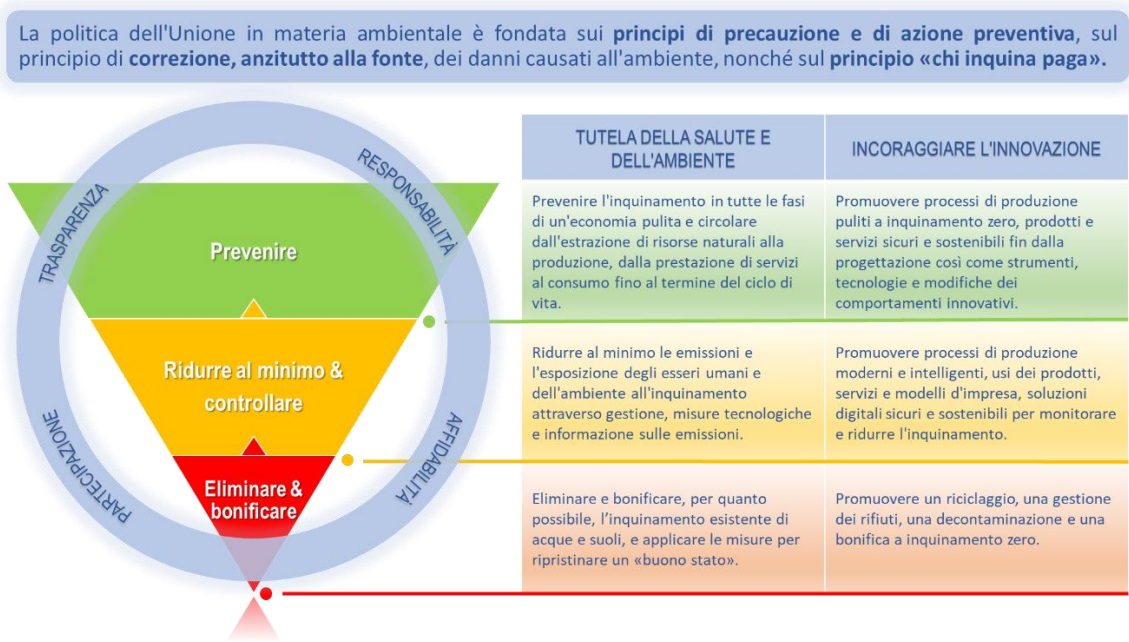 La politica dell'Unione in materia ambientale è fondata sui principi di precauzione e di azione preventiva, sul
principio di correzione, anzitutto alla fonte, dei danni causati all'ambiente, nonché sul principio «chi inquina paga».
TRASPARENZA
RESPONSABILITÀ
PARTECIPAZIONE
AFFIDABILITÀ
Prevenire
Ridurre al minimo &
controllare
Eliminare &
bonificare
TUTELA DELLA SALUTE E
DELL'AMBIENTE
INCORAGGIARE L'INNOVAZIONE
Prevenire l'inquinamento in tutte le fasi
di un'economia pulita e circolare
dall'estrazione di risorse naturali alla
produzione, dalla prestazione di servizi
al consumo fino al termine del ciclo di
vita.
Promuovere processi di produzione
puliti a inquinamento zero, prodotti e
servizi sicuri e sostenibili fin dalla
progettazione così come strumenti,
tecnologie e modifiche dei
comportamenti innovativi.
Ridurre al minimo le emissioni e
l'esposizione degli esseri umani e
dell'ambiente all'inquinamento
attraverso gestione, misure tecnologiche
e informazione sulle emissioni.
Promuovere processi di produzione
moderni e intelligenti, usi dei prodotti,
servizi e modelli d'impresa, soluzioni
digitali sicuri e sostenibili per monitorare
e ridurre l'inquinamento.
Eliminare e bonificare, per quanto
possibile, l’inquinamento esistente di
acque e suoli, e applicare le misure per
ripristinare un «buono stato».
Promuovere un riciclaggio, una gestione
dei rifiuti, una decontaminazione e una
bonifica a inquinamento zero.